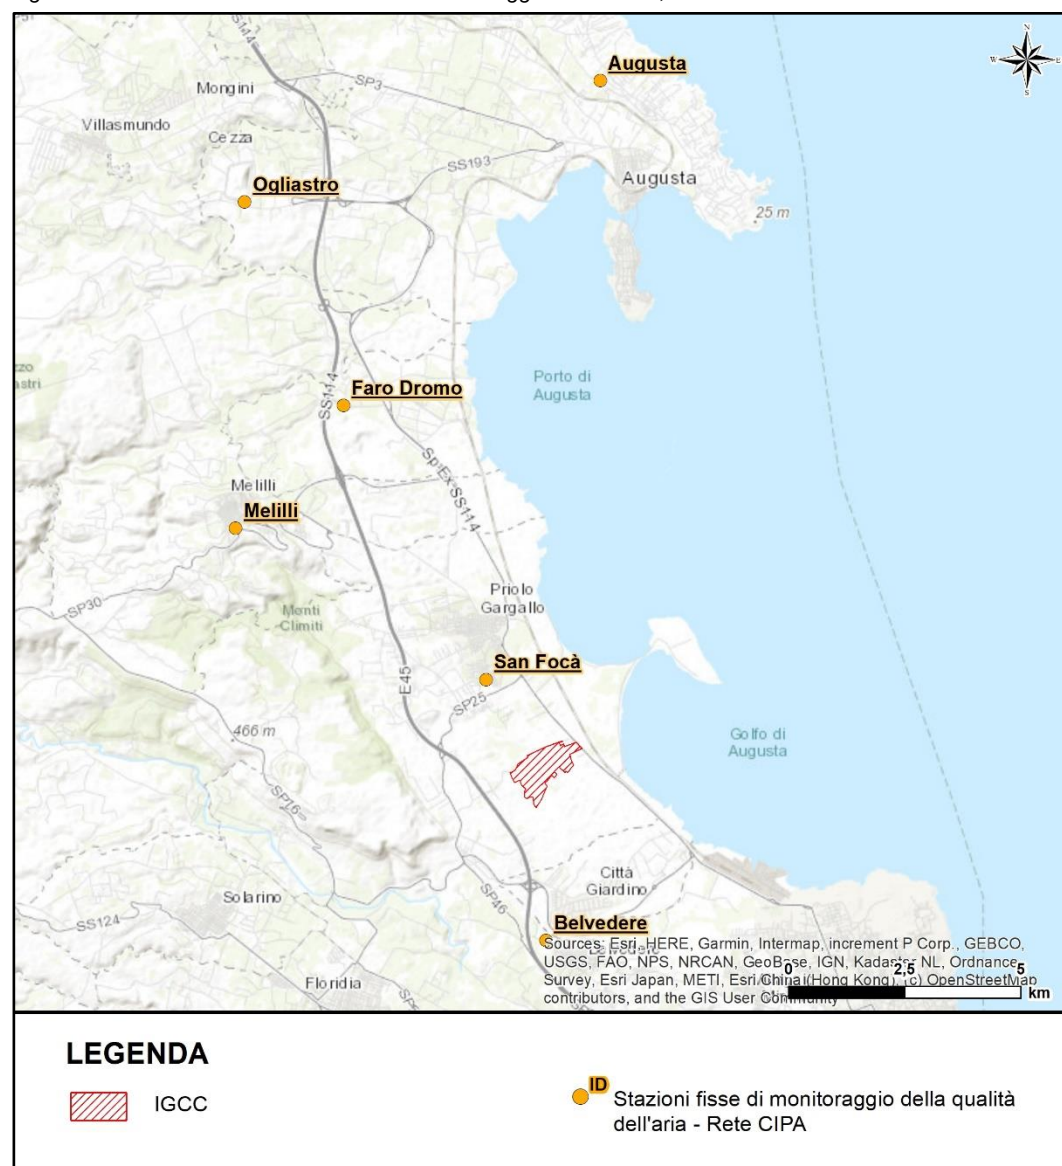 S114
Augusta
N
W
E
S
Mongini
SP3
Villasmundo
Cezza
SS193
Ogliastro
Augusta
25 m
Porto di
Augusta
Faro Dromo
SS114
Sp Ex SS114
Melilli
Melilli
Priolo
Gargallo
SP30
Monti
Climiti
San Focà
E45
SP25
466 m
Golfo di
Augusta
SP16
Città
Giardino
Solarino
SP46
SS124
Belvedere
Belvedere
Floridia
Sources: Esri, HERE, Garmin, Intermap, increment P Corp., GEBCO,
USGS, FAO, NPS, NRCAN, GeoBase, IGN, Kadaster NL, Ordnance
Survey, Esri Japan, METI, Esri China (Hong Kong), (c) OpenStreetMap
contributors, and the GIS User Community
0 2,5 5
km
LEGENDA
IGCC
ID
Stazioni fisse di monitoraggio della qualità
dell'aria - Rete CIPA